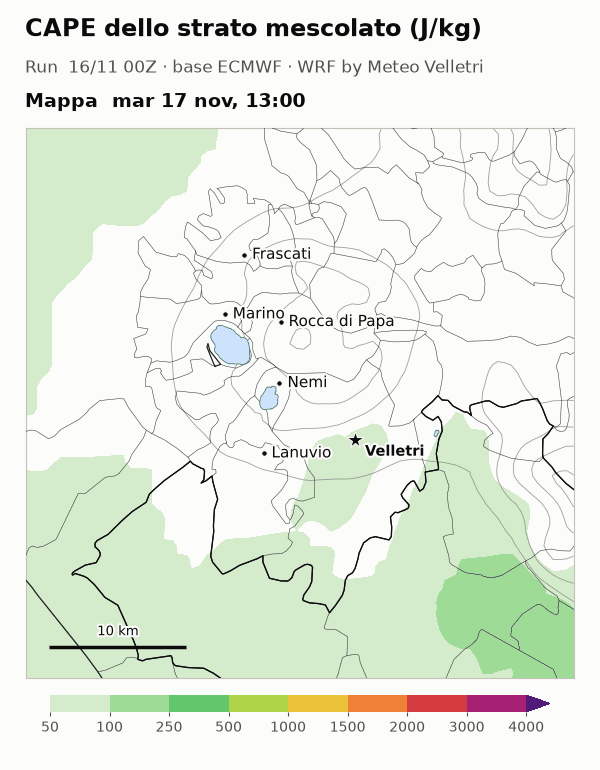 CAPE dello strato mescolato (J/kg)
Run  16/11 00Z · base ECMWF · WRF by Meteo Velletri
Mappa  mar 17 nov, 13:00
Frascati
Marino
Rocca di Papa
Nemi
Velletri
Lanuvio
10 km
50 100 250 500 1000 1500 2000 3000 4000